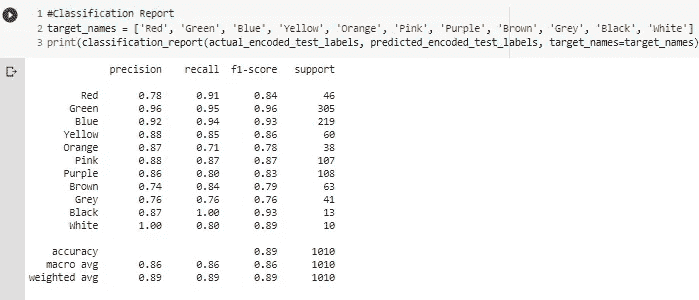 1 #Classification Report
2 target_names = ['Red', 'Green', 'Blue', 'Yellow', 'Orange', 'Pink', 'Purple', 'Brown', 'Grey', 'Black', 'White']
3 print(classification_report(actual_encoded_test_labels, predicted_encoded_test_labels, target_names=target_names)
precision recall f1-score support
Red 0.78 0.91 0.84 46
Green 0.96 0.95 0.96 305
Blue 0.92 0.94 0.93 219
Yellow 0.88 0.85 0.86 60
Orange 0.87 0.71 0.78 38
Pink 0.88 0.87 0.87 107
Purple 0.86 0.80 0.83 108
Brown 0.74 0.84 0.79 63
Grey 0.76 0.76 0.76 41
Black 0.87 1.00 0.93 13
White 1.00 0.80 0.89 10
accuracy 0.89 1010
macro avg 0.86 0.86 0.86 1010
weighted avg 0.89 0.89 0.89 1010